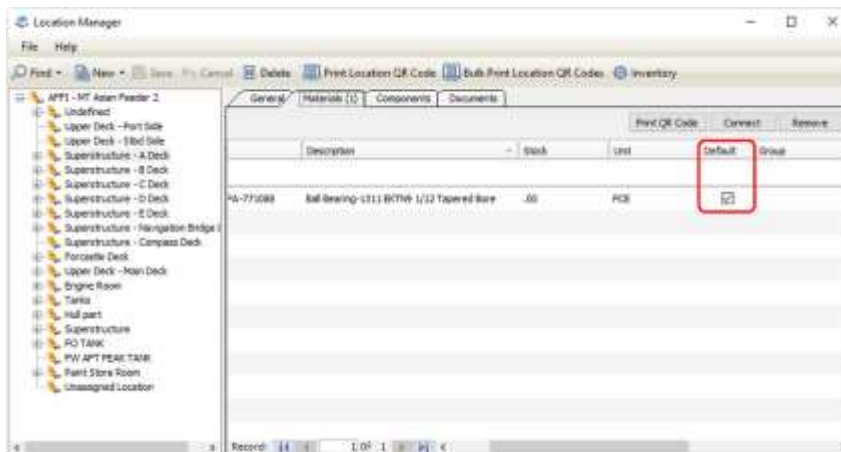 Location Manager
File Help
Find New Save Cancel Delete Print Location QR Code Bulk Print Location QR Codes Inventory
General Materials (1) Components Documents
Print QR Code Connect Remove
Description Stock Unit Default Group
PA-771088 Ball Bearing-1311 EKTN9 1/12 Tapered Bore .00 PCE
AFF1 - MT Asian Feeder 2
Undefined
Upper Deck - Port Side
Upper Deck - Stbd Side
Superstructure - A Deck
Superstructure - B Deck
Superstructure - C Deck
Superstructure - D Deck
Superstructure - E Deck
Superstructure - Navigation Bridge
Superstructure - Compass Deck
Forcastle Deck
Upper Deck - Main Deck
Engine Room
Tanks
Hull part
Superstructure
FO TANK
FW AFT PEAK TANK
Paint Store Room
Unassigned Location
Record: 1 Of 1